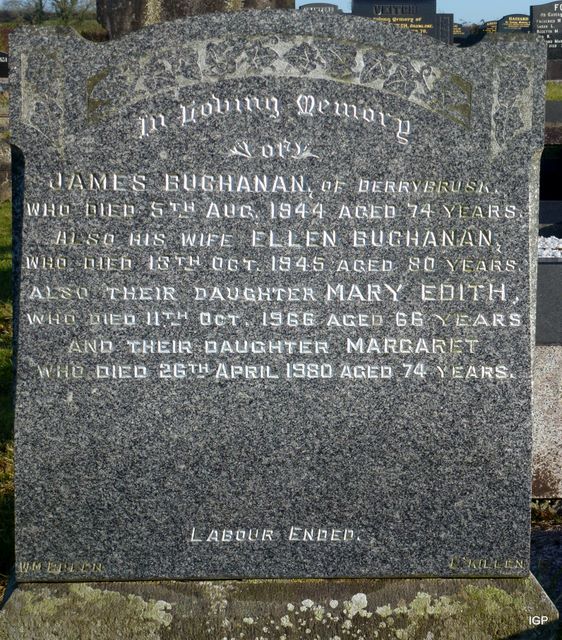 In Loving Memory
OF
JAMES BUCHANAN, OF DERRYBRUSK,
WHO DIED 5TH AUG. 1944 AGED 74 YEARS.
ALSO HIS WIFE ELLEN BUCHANAN,
WHO DIED 13TH OCT. 1945 AGED 80 YEARS.
ALSO THEIR DAUGHTER MARY EDITH,
WHO DIED 11TH OCT. 1966 AGED 66 YEARS
AND THEIR DAUGHTER MARGARET
WHO DIED 26TH APRIL 1980 AGED 74 YEARS.
LABOUR ENDED.
E'KILLEN
IGP
VEITCH